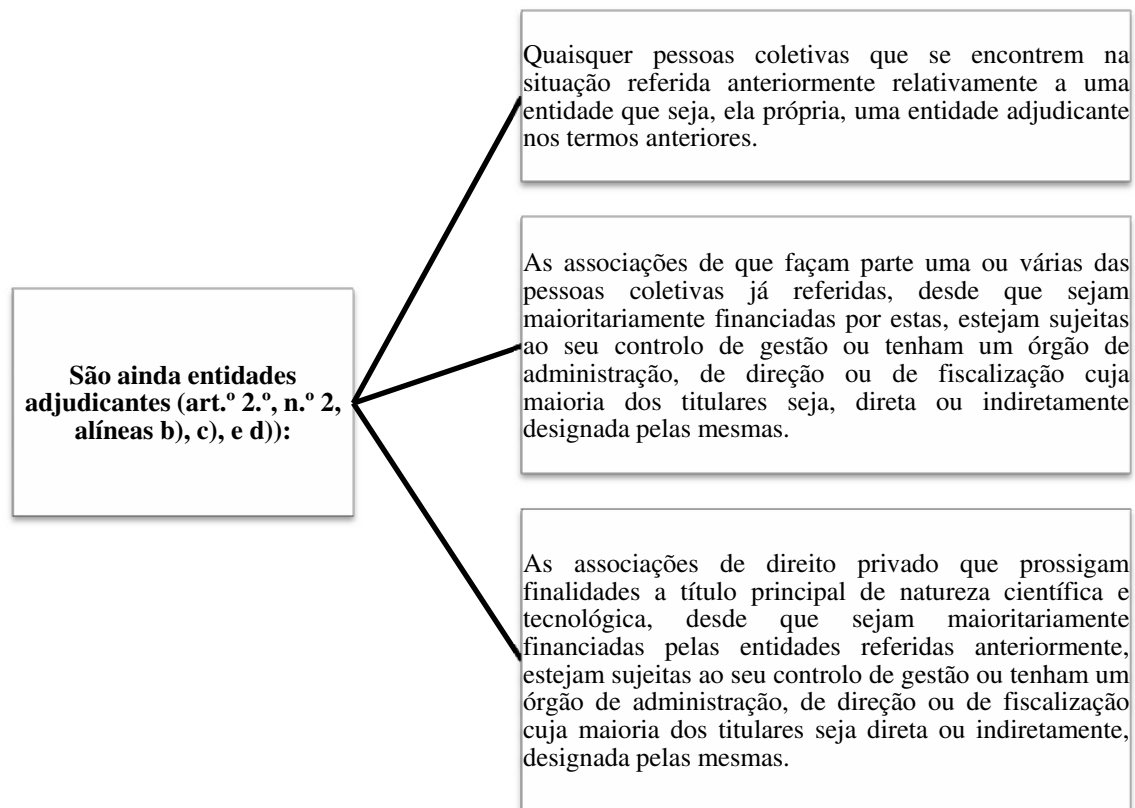 São ainda entidades
adjudicantes (art.º 2.º, n.º 2,
alíneas b), c), e d)):
Quaisquer pessoas coletivas que se encontrem na
situação referida anteriormente relativamente a uma
entidade que seja, ela própria, uma entidade adjudicante
nos termos anteriores.
As associações de que façam parte uma ou várias das
pessoas coletivas já referidas, desde que sejam
maioritariamente financiadas por estas, estejam sujeitas
ao seu controlo de gestão ou tenham um órgão de
administração, de direção ou de fiscalização cuja
maioria dos titulares seja, direta ou indiretamente
designada pelas mesmas.
As associações de direito privado que prossigam
finalidades a título principal de natureza científica e
tecnológica, desde que sejam maioritariamente
financiadas pelas entidades referidas anteriormente,
estejam sujeitas ao seu controlo de gestão ou tenham um
órgão de administração, de direção ou de fiscalização
cuja maioria dos titulares seja direta ou indiretamente,
designada pelas mesmas.